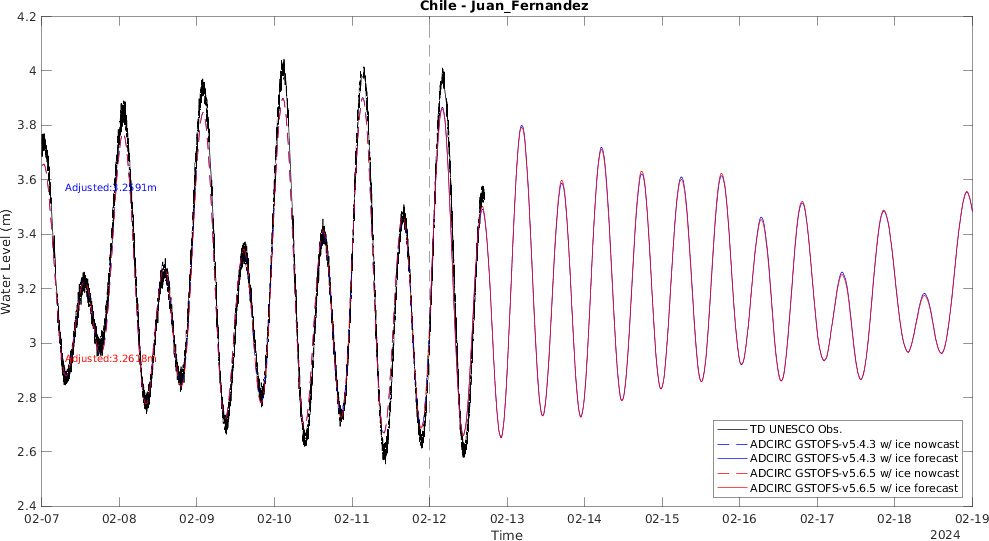 Chile - Juan_Fernandez
4.2
4
3.8
3.6
3.4
3.2
3
2.8
2.6
2.4
Water Level (m)
Adjusted:3.2591m
Adjusted:3.2618m
TD UNESCO Obs.
ADCIRC GSTOFS-v5.4.3 w/ ice nowcast
ADCIRC GSTOFS-v5.4.3 w/ ice forecast
ADCIRC GSTOFS-v5.6.5 w/ ice nowcast
ADCIRC GSTOFS-v5.6.5 w/ ice forecast
02-07 02-08 02-09 02-10 02-11 02-12 02-13 02-14 02-15 02-16 02-17 02-18 02-19
Time
2024